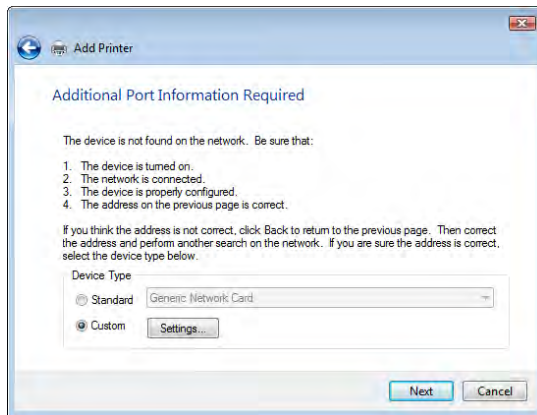 Add Printer
Additional Port Information Required
The device is not found on the network. Be sure that:
1. The device is turned on.
2. The network is connected.
3. The device is properly configured.
4. The address on the previous page is correct.
If you think the address is not correct, click Back to return to the previous page. Then correct
the address and perform another search on the network. If you are sure the address is correct,
select the device type below.
Device Type
Standard Generic Network Card
Custom Settings...
Next Cancel